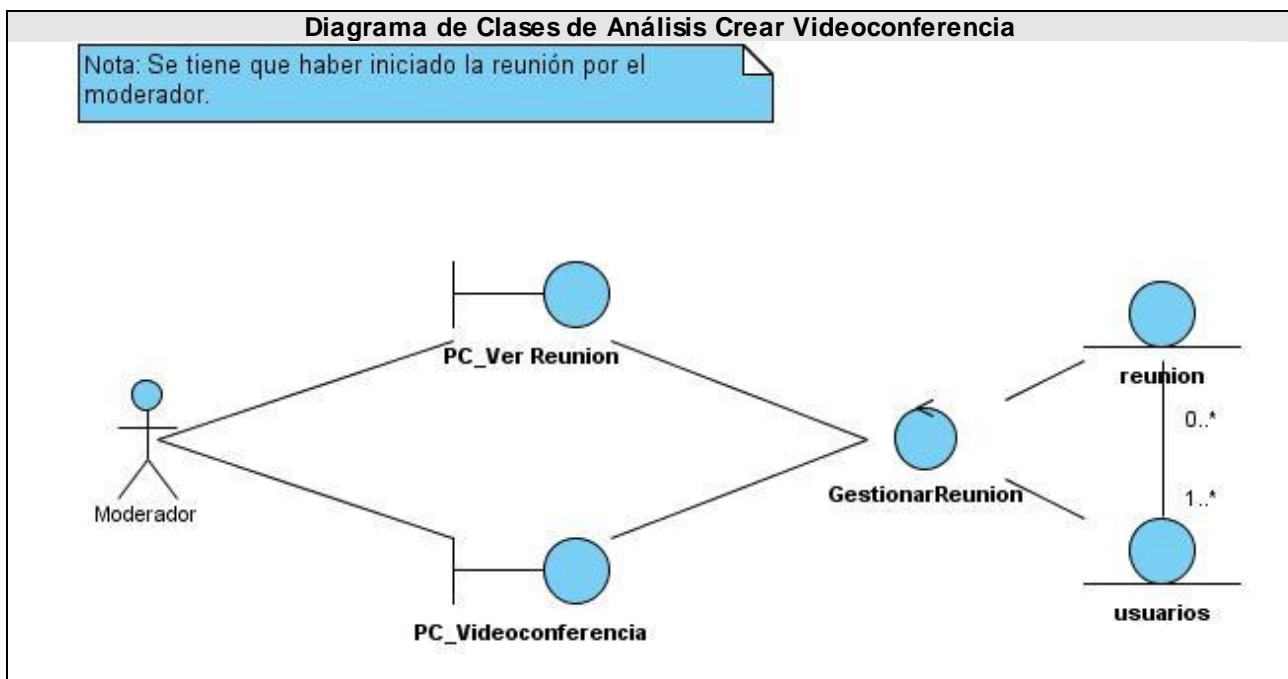 Diagrama de Clases de Análisis Crear Videoconferencia
Nota: Se tiene que haber iniciado la reunión por el
moderador.
PC_Ver Reunion
reunion
0..*
GestionarReunion
1..*
Moderador
usuarios
PC_Videoconferencia